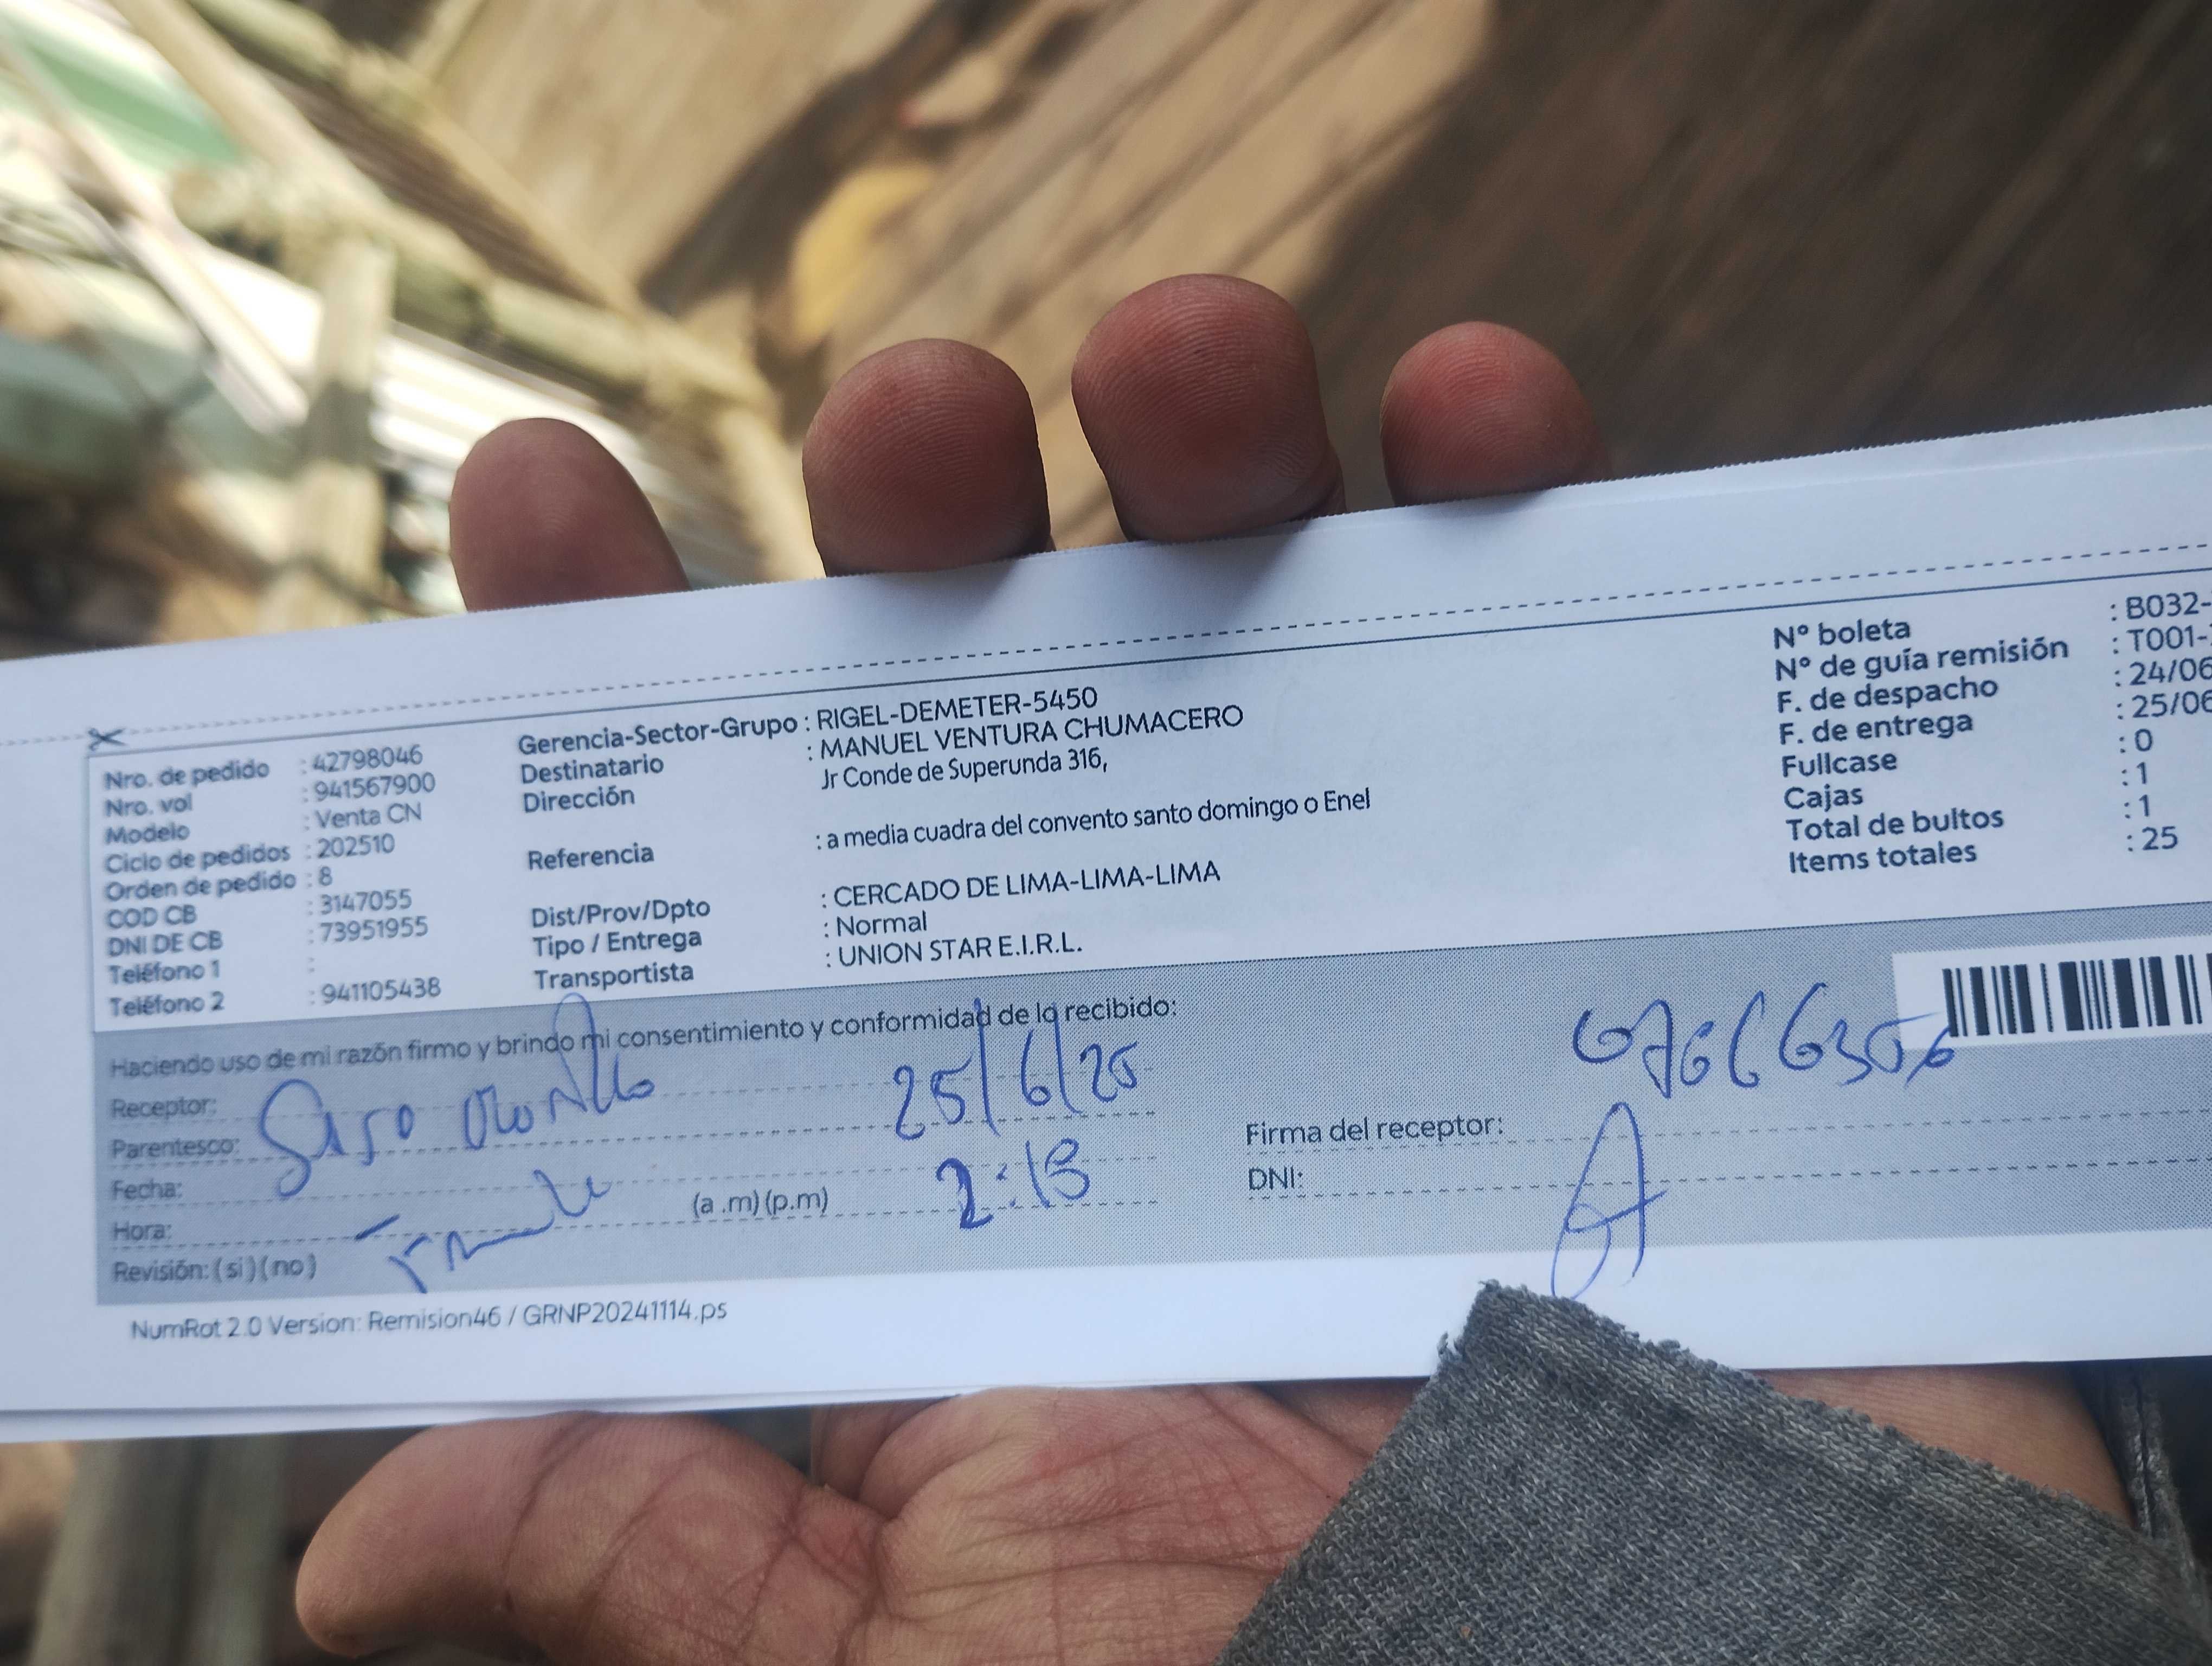 Nro. de pedido : 42798046
Nro. vol : 941567900
Modelo : Venta CN
Ciclo de pedidos : 202510
Orden de pedido : 8
COD CB : 3147055
DNI DE CB : 73951955
Teléfono 1 :
Teléfono 2 : 941105438
Gerencia-Sector-Grupo : RIGEL-DEMETER-5450
Destinatario : MANUEL VENTURA CHUMACERO
Dirección Jr Conde de Superunda 316,
Referencia : a media cuadra del convento santo domingo o Enel
Dist/Prov/Dpto : CERCADO DE LIMA-LIMA-LIMA
Tipo / Entrega : Normal
Transportista : UNION STAR E.I.R.L.
N° boleta : B032-
N° de guía remisión : T001-
F. de despacho : 24/06
F. de entrega : 25/06
Fullcase : 0
Cajas : 1
Total de bultos : 1
Items totales : 25
Haciendo uso de mi razón firmo y brindo mi consentimiento y conformidad de lo recibido:
Receptor:
Parentesco:
Fecha: 25/6/25
Hora: (a .m) (p.m) 2:13
Revisión: (si) (no)
Firma del receptor:
DNI:
NumRot 2.0 Version: Remision46 / GRNP20241114.ps